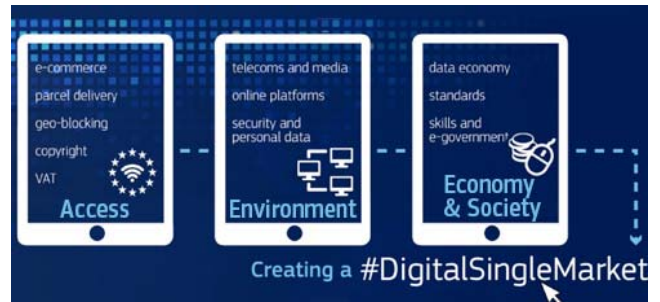 e-commerce
parcel delivery
geo-blocking
copyright
VAT
Access
telecoms and media
online platforms
security and
personal data
Environment
data economy
standards
skills and
e-government
Economy
& Society
Creating a #DigitalSingleMarket